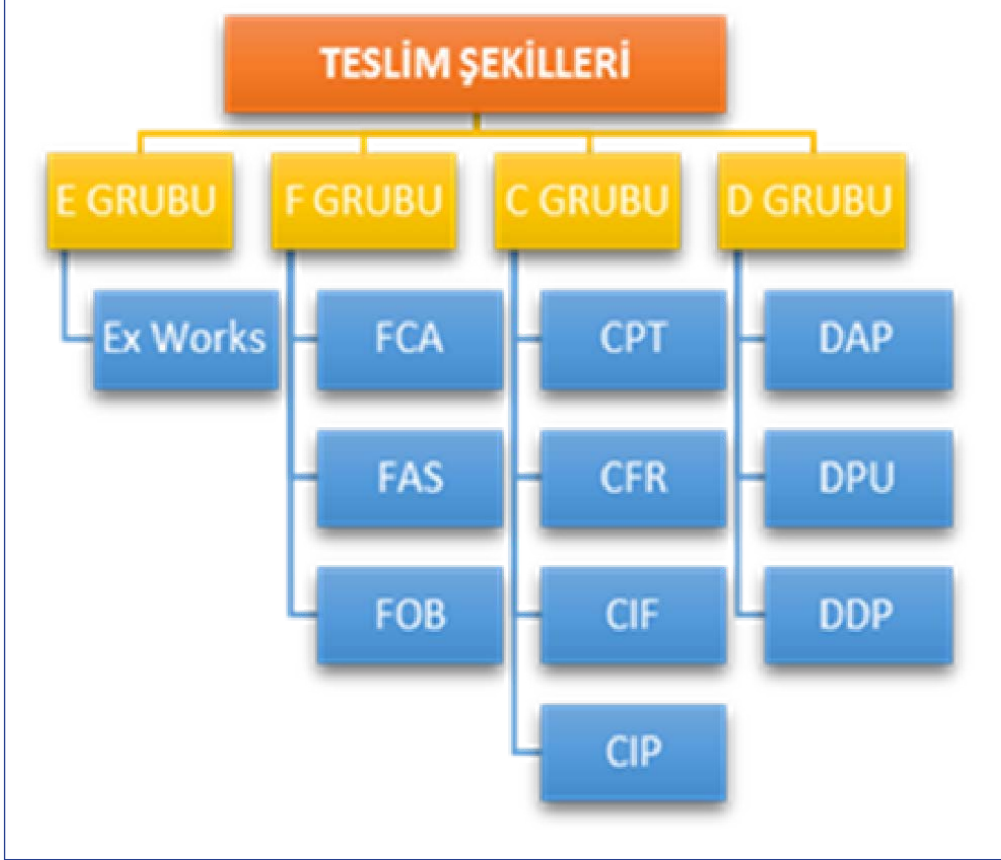 TESLİM ŞEKİLLERİ
E GRUBU
F GRUBU
C GRUBU
D GRUBU
Ex Works
FCA
CPT
DAP
FAS
CFR
DPU
FOB
CIF
DDP
CIP